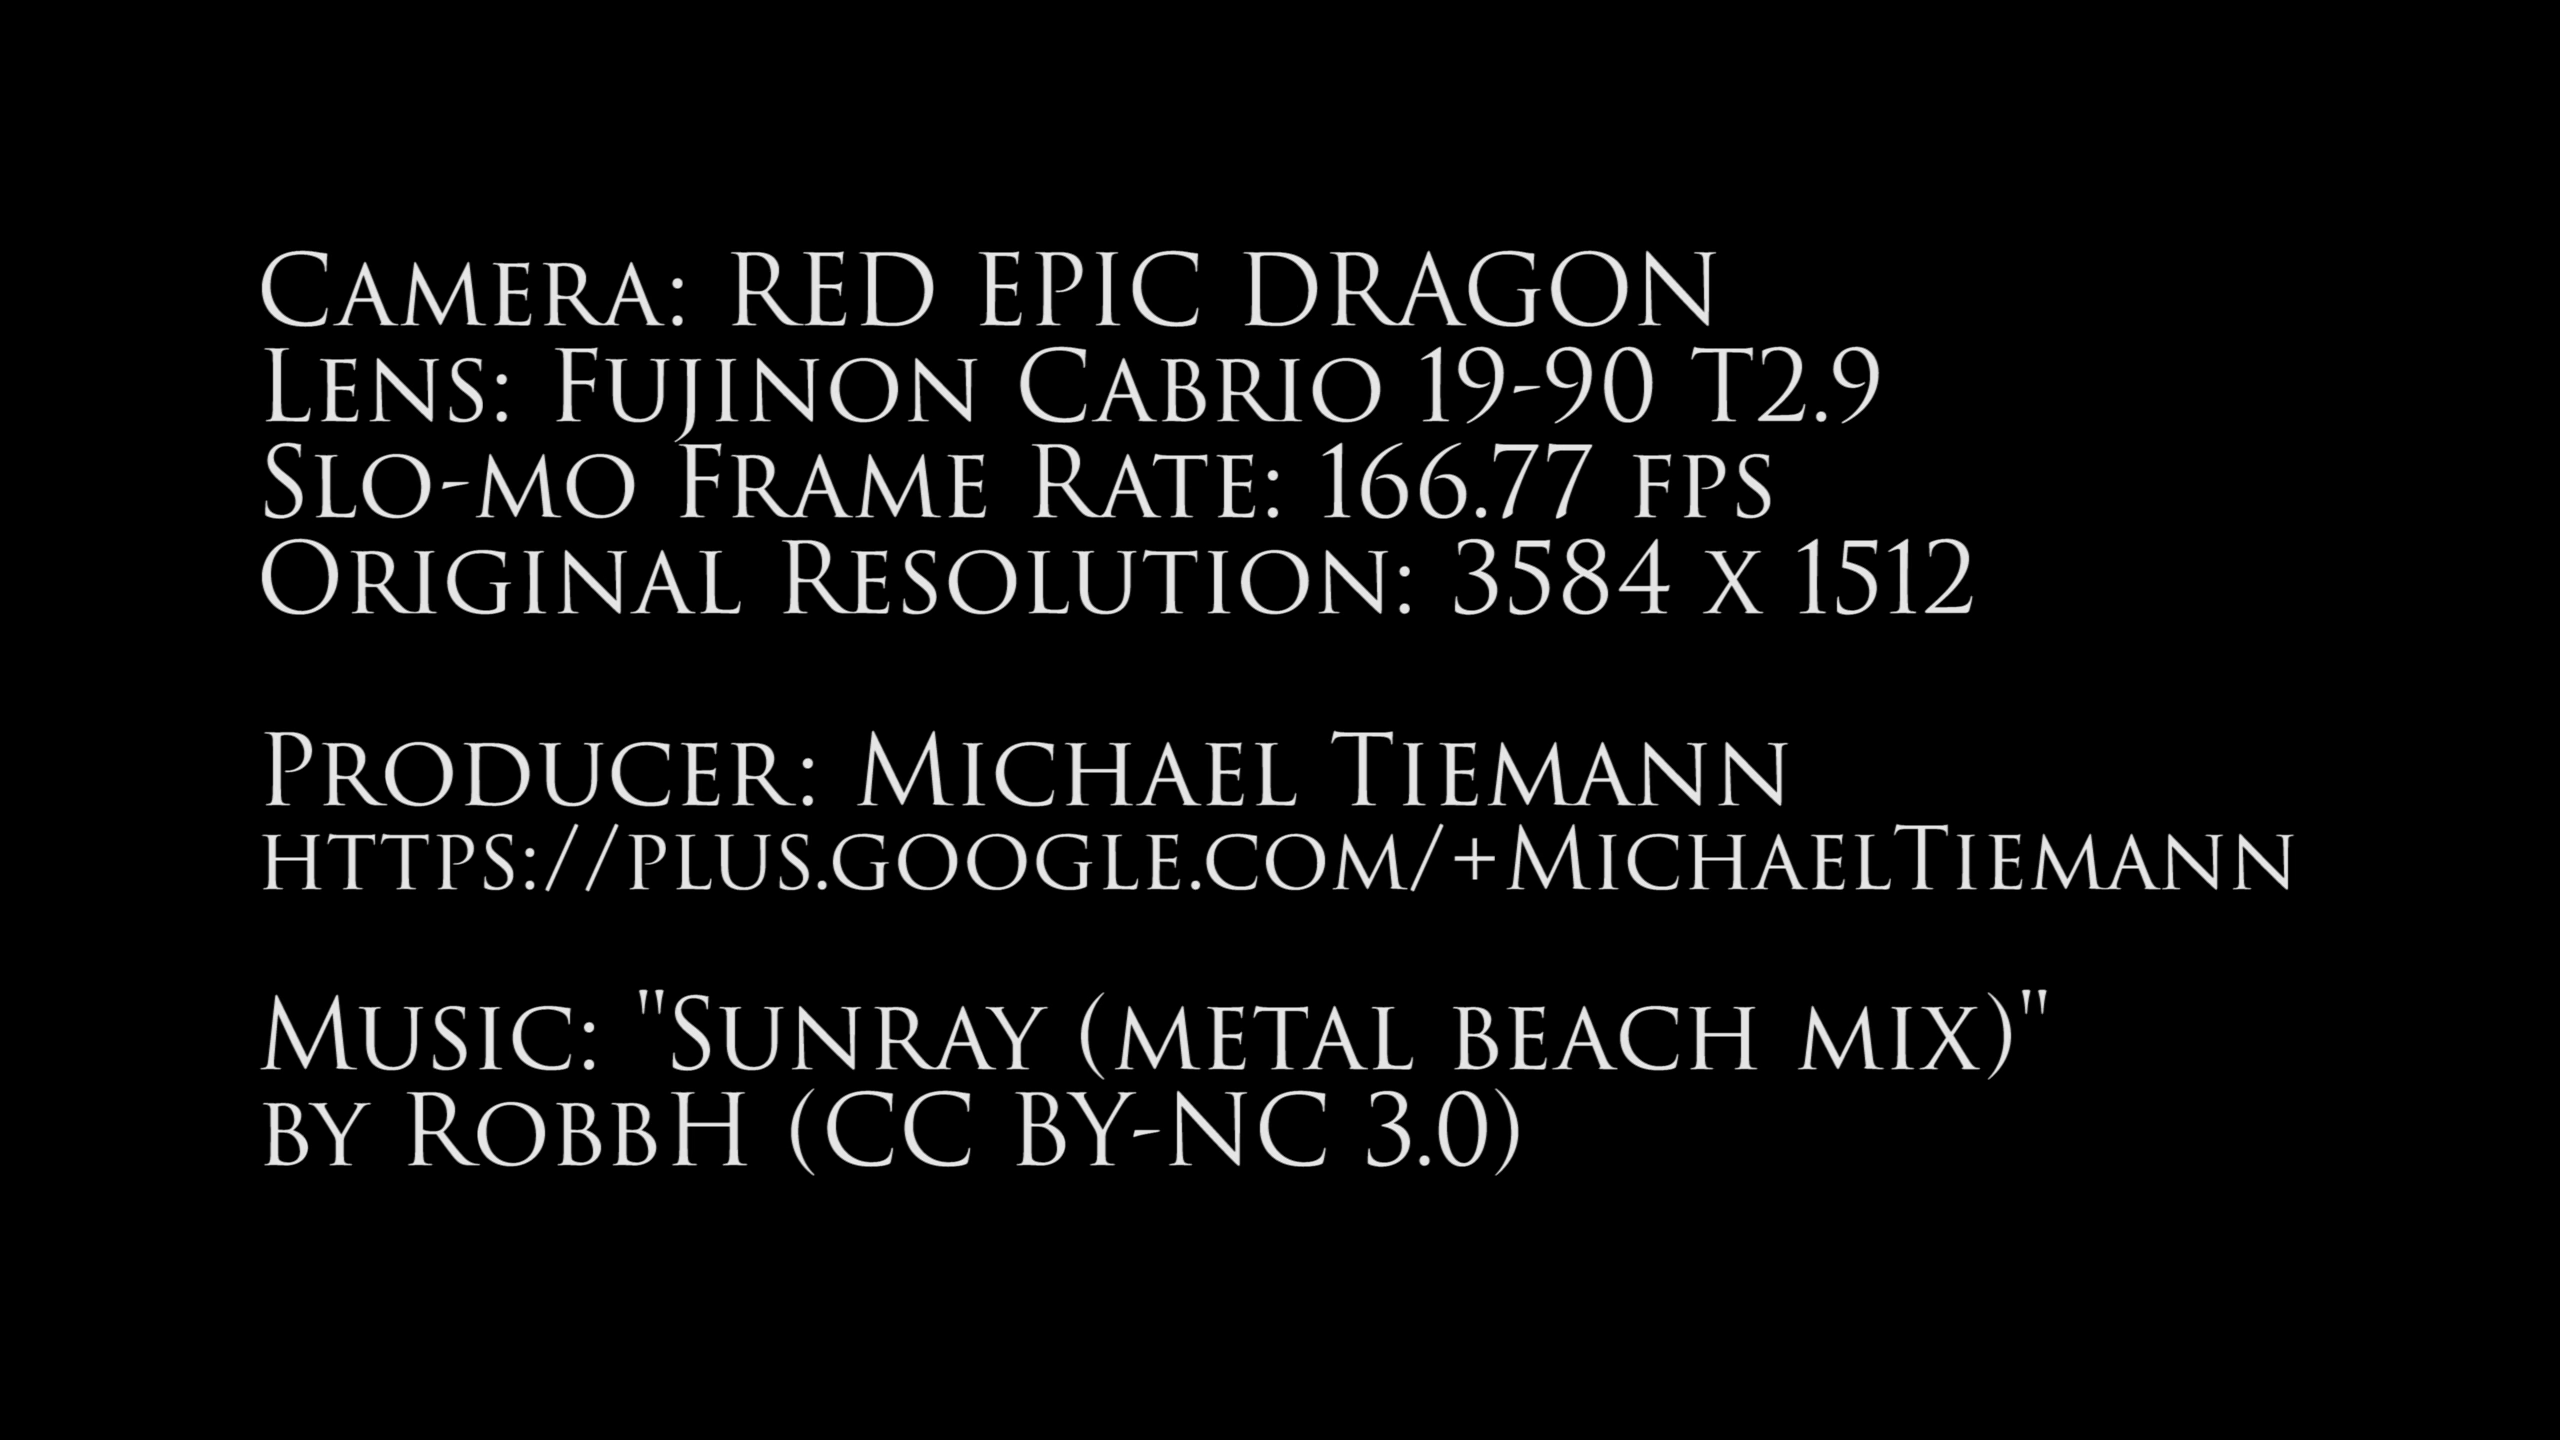 Camera: RED EPIC DRAGON
Lens: Fujinon Cabrio 19-90 T2.9
Slo-mo Frame Rate: 166.77 fps
Original Resolution: 3584 x 1512
Producer: Michael Tiemann
https://plus.google.com/+MichaelTiemann
Music: "Sunray (metal beach mix)"
by RobbH (CC BY-NC 3.0)